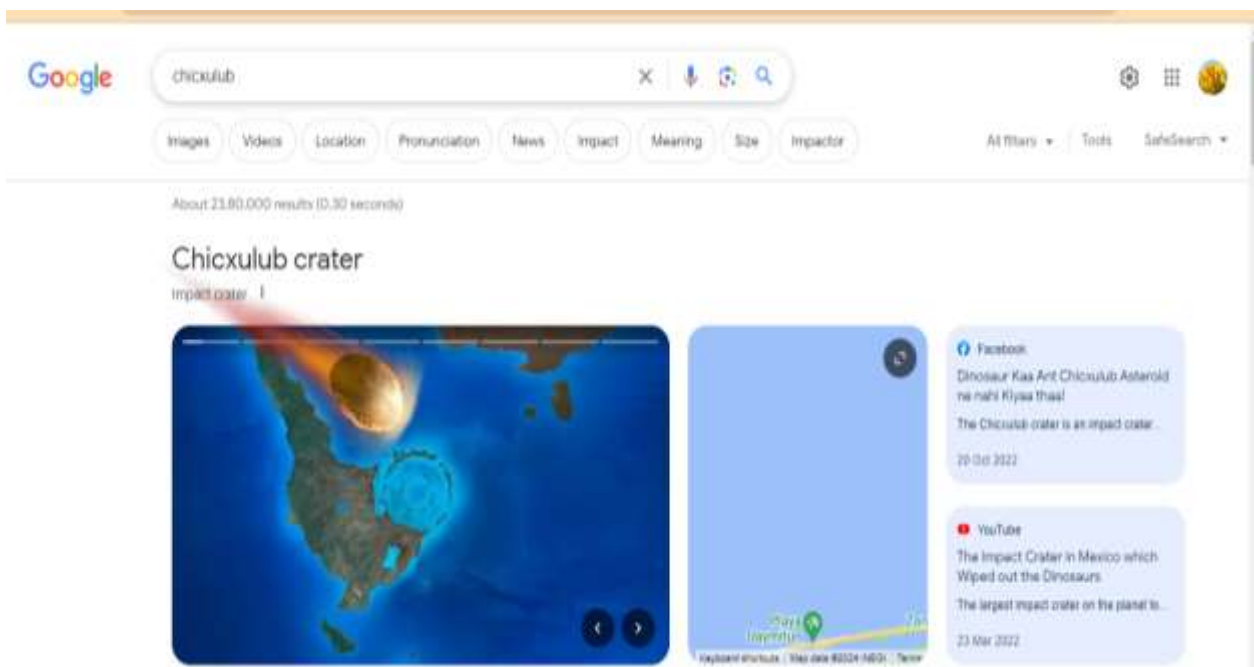 Google
chicxulub
Images
Videos
Location
Pronunciation
News
Impact
Meaning
Size
Impactor
All filters
Tools
SafeSearch
About 23,80,000 results (0.30 seconds)
Chicxulub crater
Impact crater
Facebook
Dinosaur Kaa Ant Chicxulub Asteroid
ne nahi Kiyaa thaa!
The Chicxulub crater is an impact crater...
20 Oct 2022
YouTube
The Impact Crater in Mexico which
Wiped out the Dinosaurs
The largest impact crater on the planet to...
23 Mar 2022
Playa
Keyboard shortcuts
Map data ©2024 INEGI
Terms